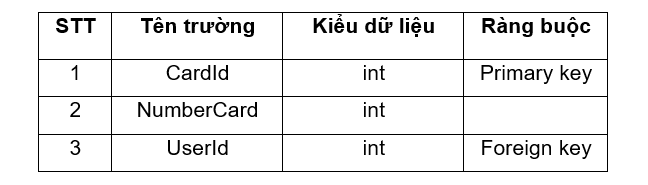 STT Tên trường Kiểu dữ liệu Ràng buộc
1 CardId int Primary key
2 NumberCard int
3 UserId int Foreign key